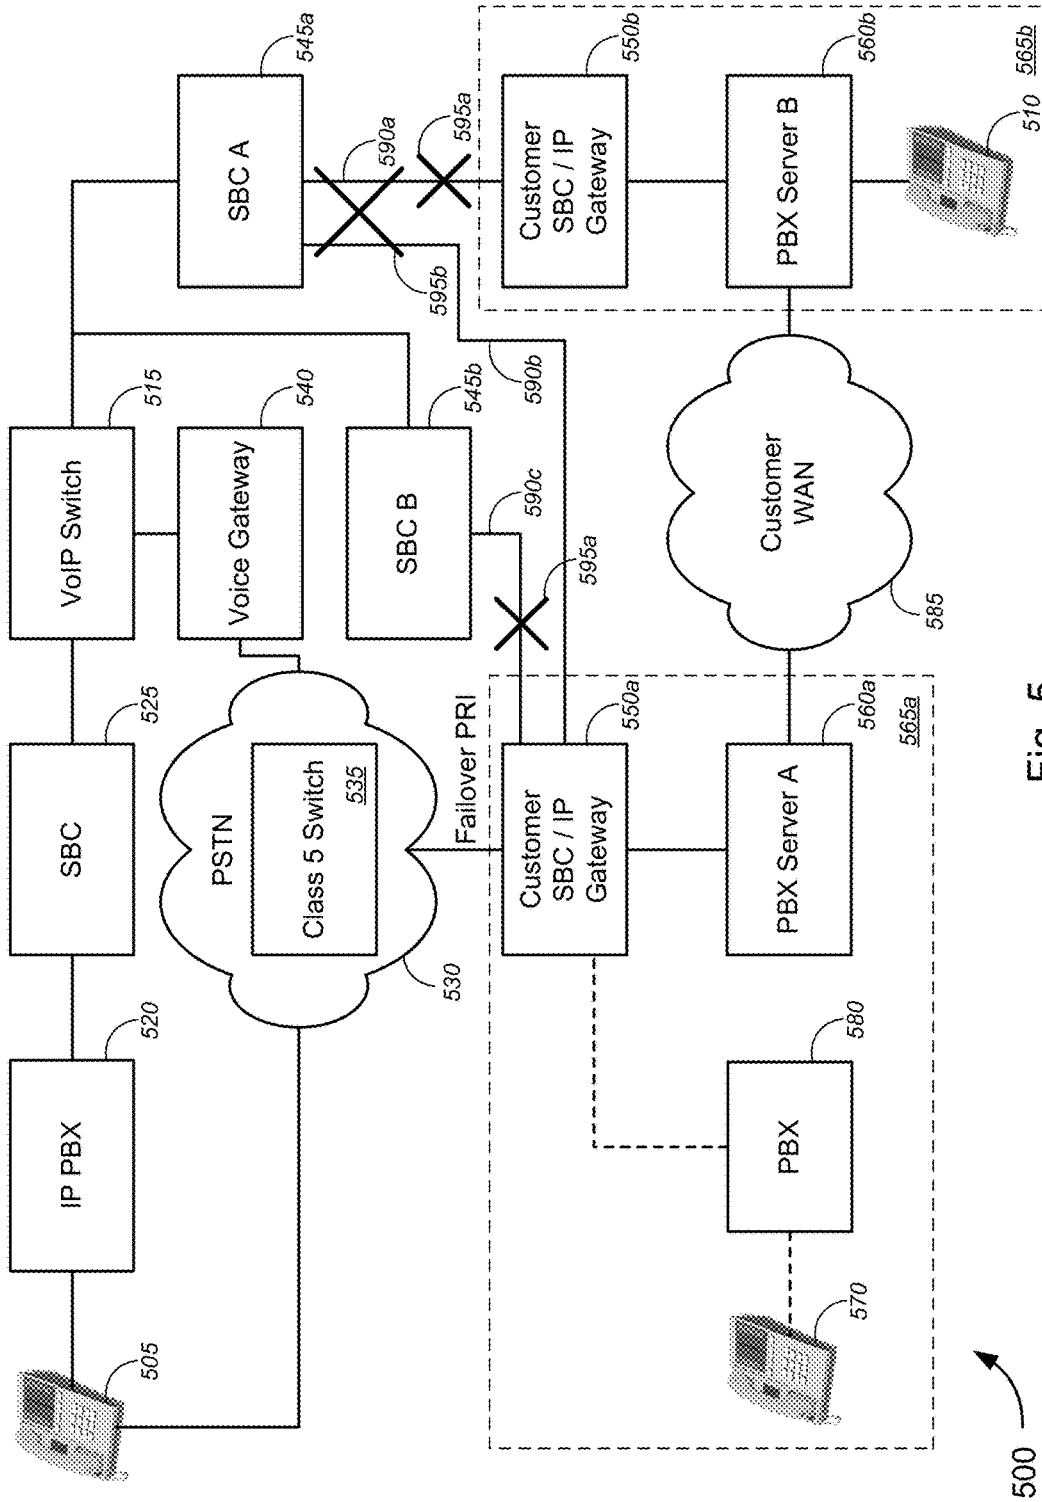 505
IP PBX
520
SBC
525
VoIP Switch
515
PSTN
Class 5 Switch
535
530
Voice Gateway
540
SBC A
545a
SBC B
545b
590a
595b
595a
590c
590b
595a
Failover PRI
Customer
SBC / IP
Gateway
550a
Customer
SBC / IP
Gateway
550b
570
PBX
580
PBX Server A
560a
565a
Customer
WAN
585
PBX Server B
560b
510
565b
500
Fig. 5